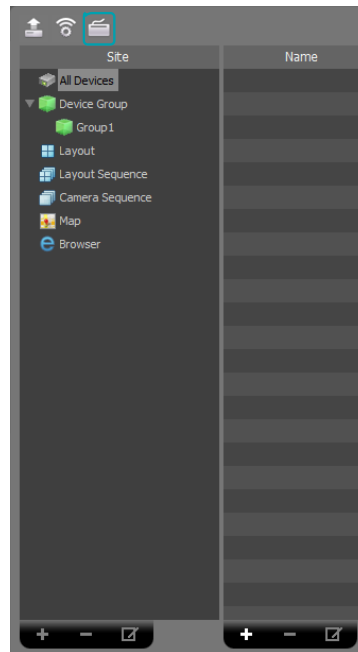 Site
Name
All Devices
Device Group
Group1
Layout
Layout Sequence
Camera Sequence
Map
Browser